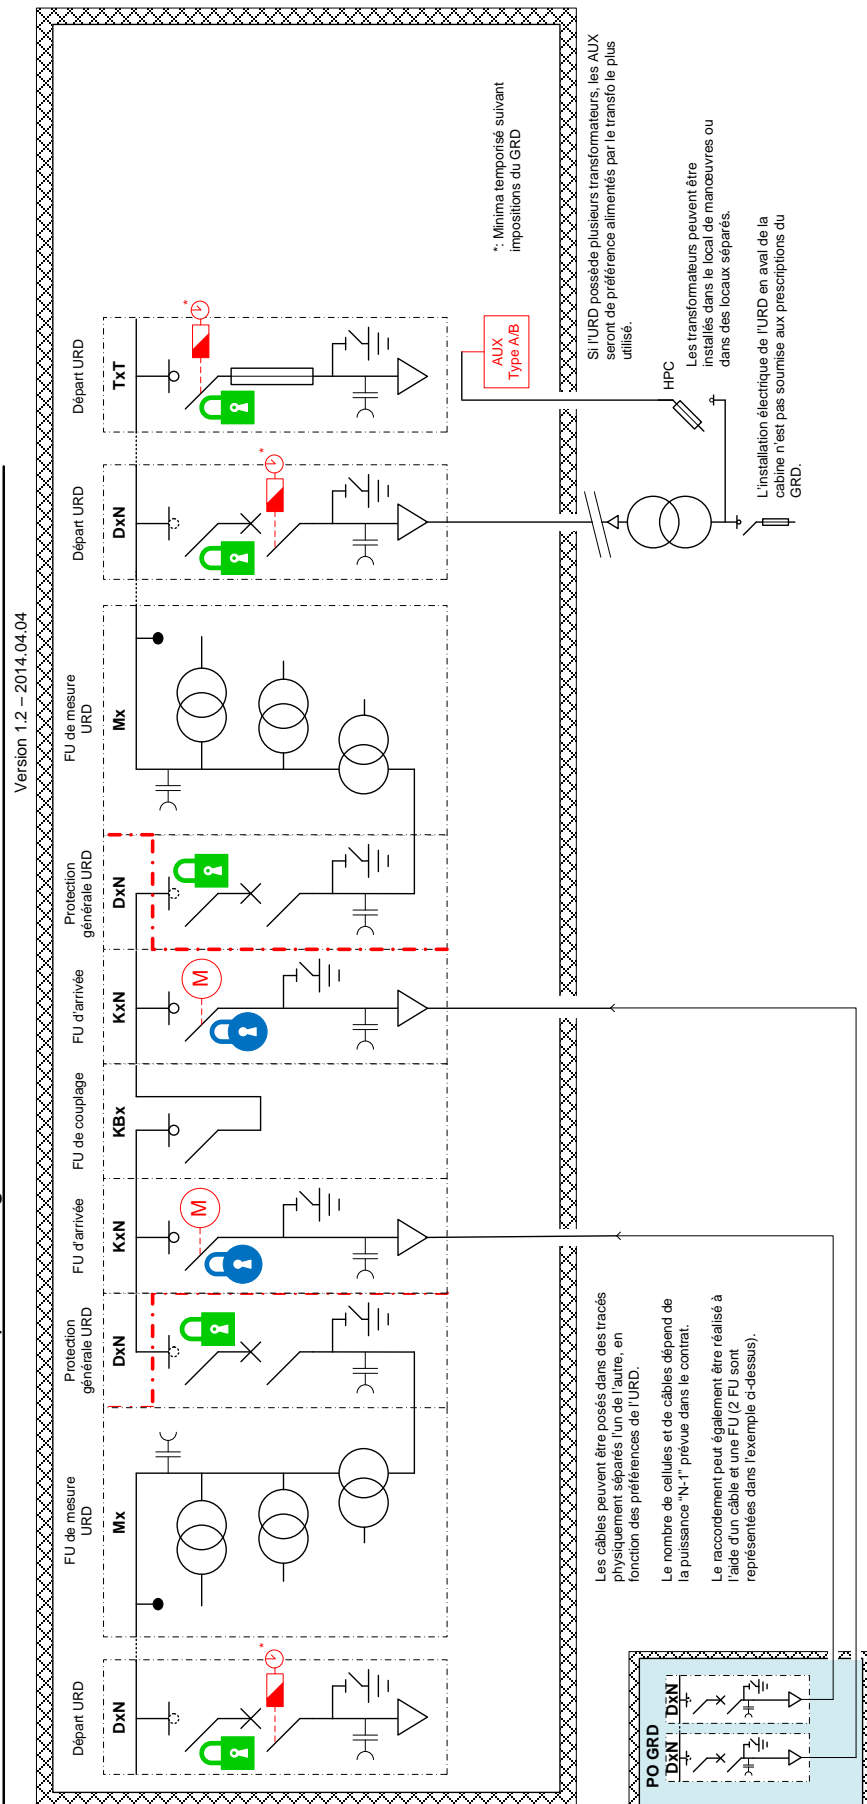 Version 1.2 – 2014.04.04
Départ URD
DxN
*
FU de mesure
URD
Mx
Protection
générale URD
DxN
FU d'arrivée
KxN
M
FU de couplage
KBx
FU d'arrivée
KxN
M
Protection
générale URD
DxN
FU de mesure
URD
Mx
Départ URD
DxN
*
Départ URD
TxT
*
*: Minima temporisé suivant
impositions du GRD
AUX
Type A/B
Si l'URD possède plusieurs transformateurs, les AUX
seront de préférence alimentés par le transfo le plus
utilisé.
HPC
Les transformateurs peuvent être
installés dans le local de manœuvres ou
dans des locaux séparés.
L'installation électrique de l'URD en aval de la
cabine n'est pas soumise aux prescriptions du
GRD.
Les câbles peuvent être posés dans des tracés
physiquement séparés l'un de l'autre, en
fonction des préférences de l'URD.
Le nombre de cellules et de câbles dépend de
la puissance "N-1" prévue dans le contrat.
Le raccordement peut également être réalisé à
l'aide d'un câble et une FU (2 FU sont
représentées dans l'exemple ci-dessus).
PO GRD
DxN
DxN